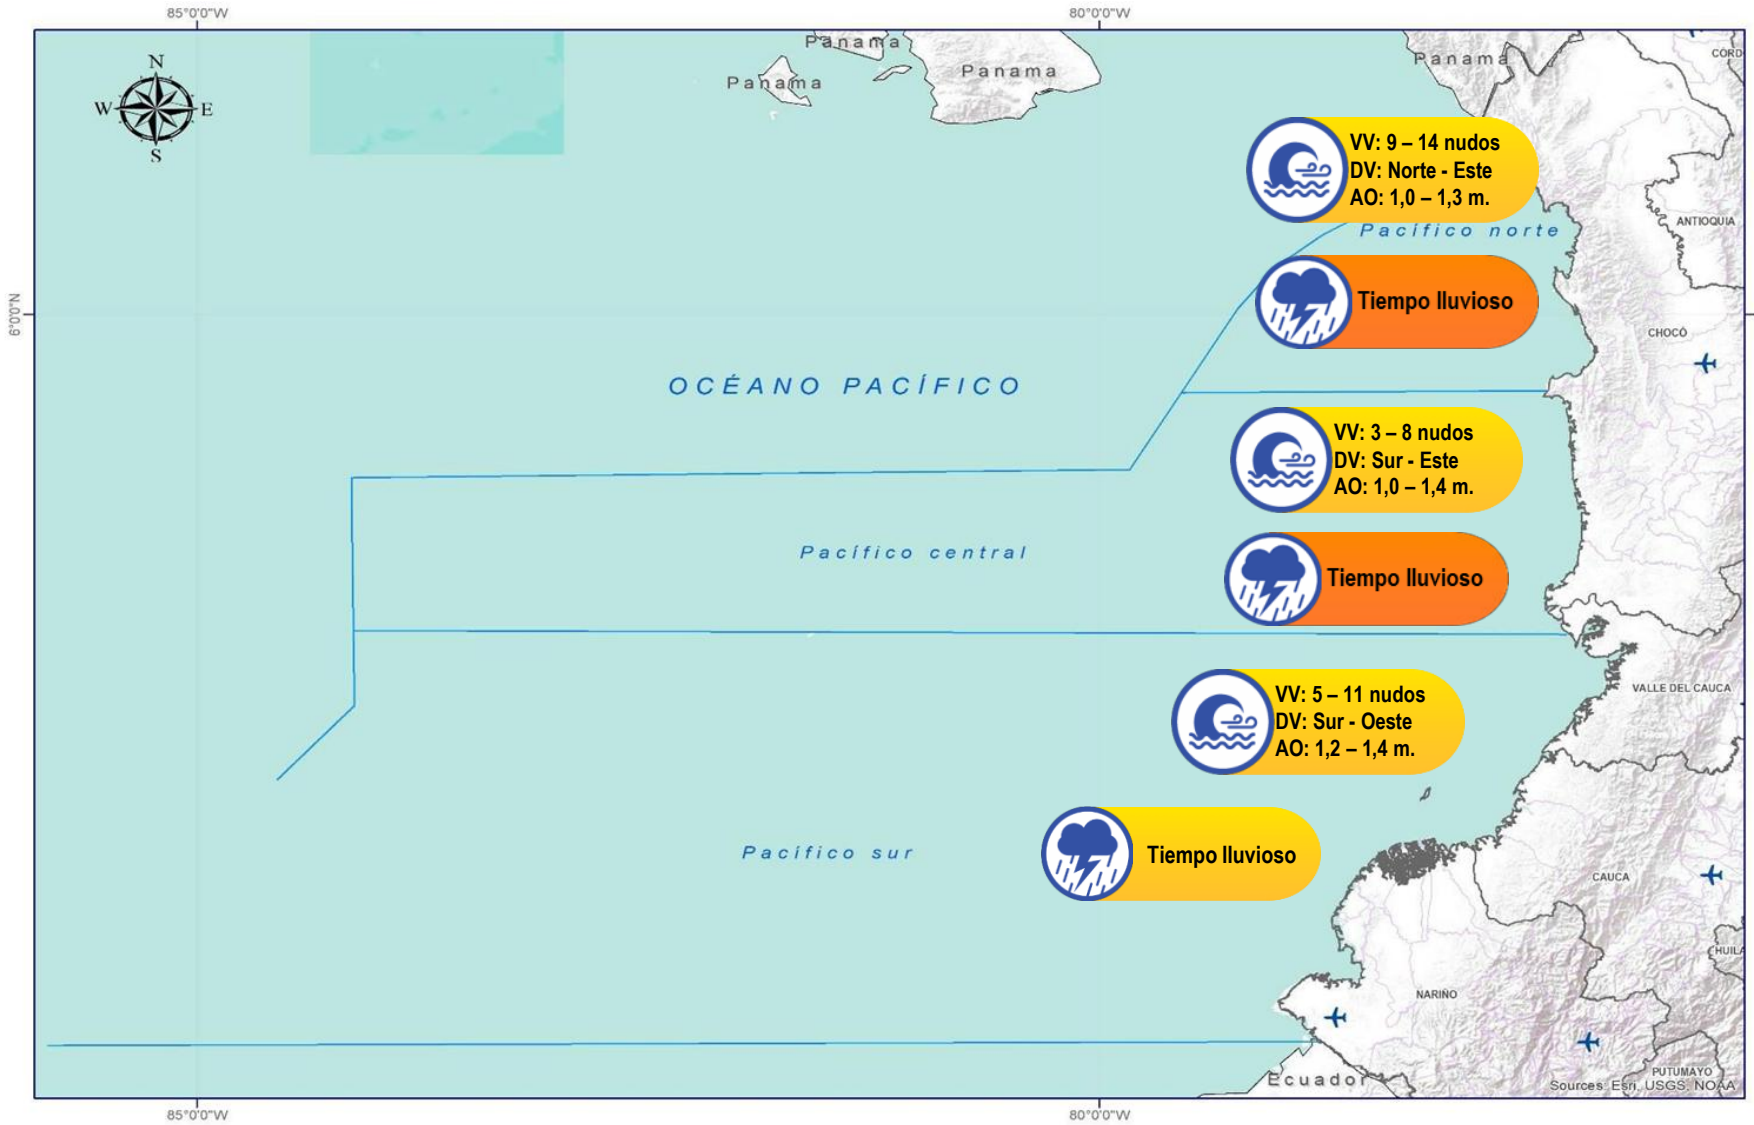 85°0'0"W
80°0'0"W
N
W
E
S
Panama
Panama
Panama
Panama
CÓRD
VV: 9 – 14 nudos
DV: Norte - Este
AO: 1,0 – 1,3 m.
ANTIOQUIA
Pacífico norte
6°0'0"N
Tiempo lluvioso
CHOCÓ
OCÉANO PACÍFICO
VV: 3 – 8 nudos
DV: Sur - Este
AO: 1,0 – 1,4 m.
Pacífico central
Tiempo lluvioso
VALLE DEL CAUCA
VV: 5 – 11 nudos
DV: Sur - Oeste
AO: 1,2 – 1,4 m.
Pacífico sur
Tiempo lluvioso
CAUCA
HUILA
NARIÑO
PUTUMAYO
Ecuador
Sources: Esri, USGS, NOAA
85°0'0"W
80°0'0"W